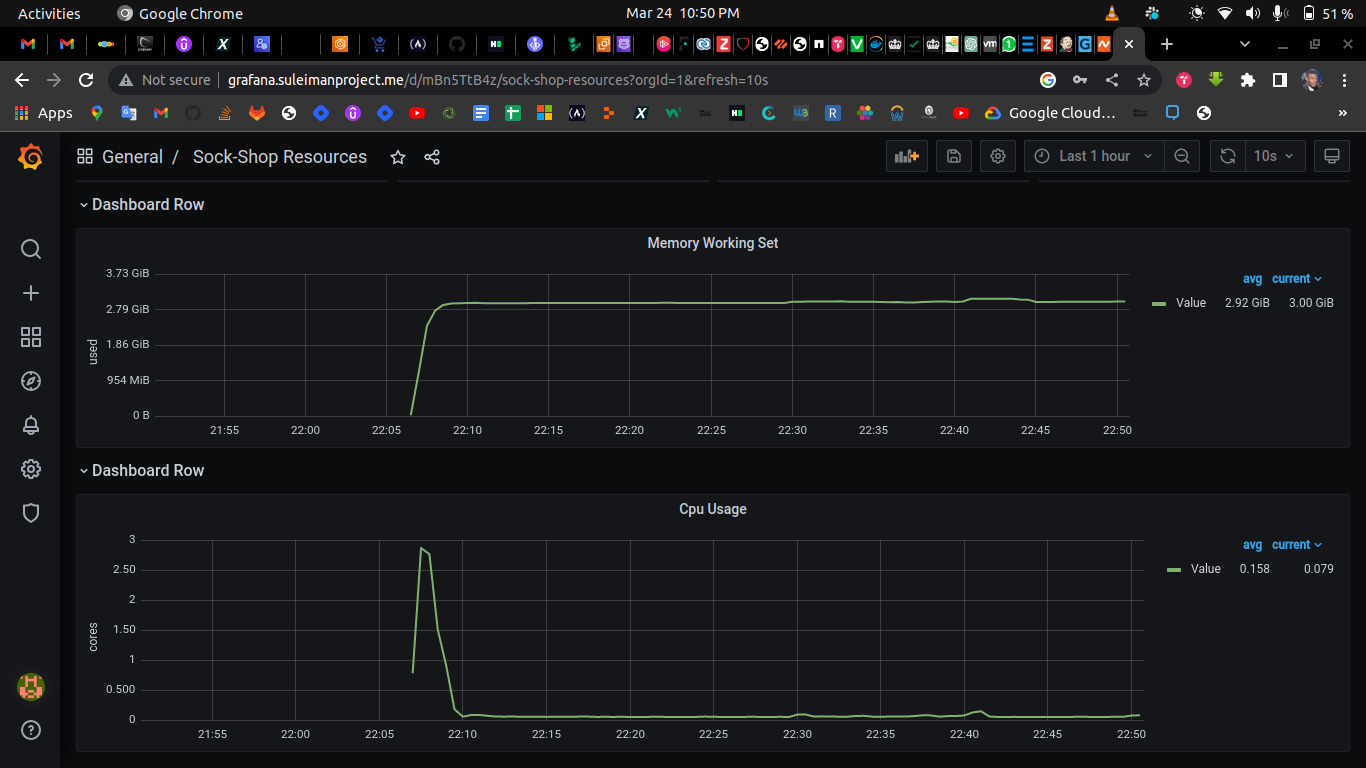 Activities
Google Chrome
Mar 24 10:50 PM
51 %
Not secure
grafana.suleimanproject.me/d/mBn5TtB4z/sock-shop-resources?orgId=1&refresh=10s
Apps
Google Cloud...
»
General / Sock-Shop Resources
Last 1 hour
10s
Dashboard Row
Memory Working Set
3.73 GiB
2.79 GiB
1.86 GiB
954 MiB
0 B
used
21:55 22:00 22:05 22:10 22:15 22:20 22:25 22:30 22:35 22:40 22:45 22:50
avg current
Value 2.92 GiB 3.00 GiB
Dashboard Row
Cpu Usage
3
2.50
2
1.50
1
0.500
0
cores
21:55 22:00 22:05 22:10 22:15 22:20 22:25 22:30 22:35 22:40 22:45 22:50
avg current
Value 0.158 0.079